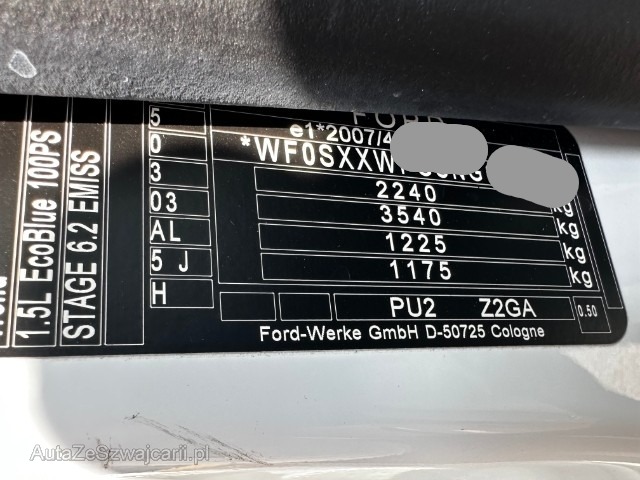 FORD
e1*2007/4
*WF0SXXW
2240 kg
3540 kg
1225 kg
1175 kg
5
0
3
03
AL
5 J
H
PU2 Z2GA
0.50
Ford-Werke GmbH D-50725 Cologne
1.5L EcoBlue 100PS
STAGE 6.2 EMISS
AutaZeSzwajcarii.pl